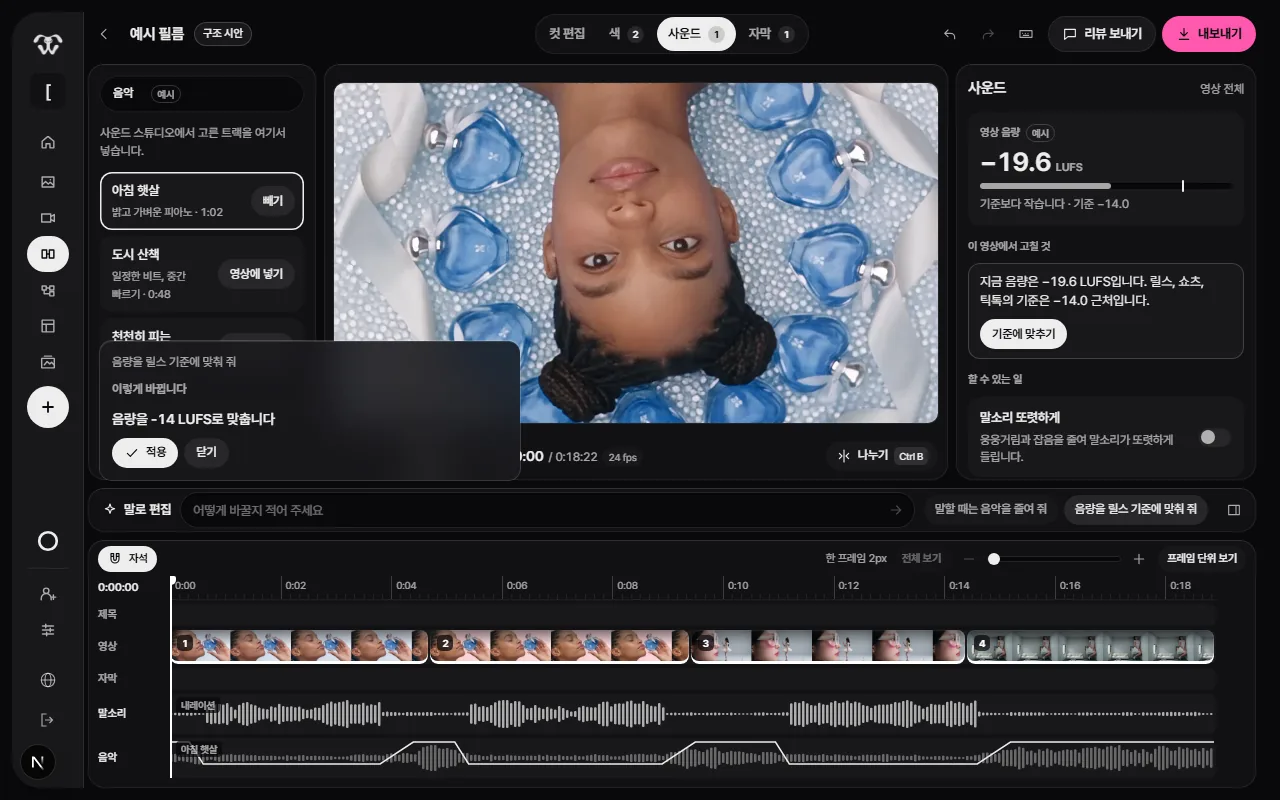 예시 필름 구조 시안
컷 편집 색 2 사운드 1 자막 1
리뷰 보내기 내보내기
[
음악 예시
사운드 스튜디오에서 고른 트랙을 여기서
넣습니다.
아침 햇살
밝고 가벼운 피아노 · 1:02
빼기
도시 산책
일정한 비트, 중간
빠르기 · 0:48
영상에 넣기
천천히 피는
음량을 릴스 기준에 맞춰 줘
이렇게 바뀝니다
음량을 -14 LUFS로 맞춥니다
적용 닫기
:00 / 0:18:22 24 fps
나누기 Ctrl B
사운드 영상 전체
영상 음량 예시
−19.6 LUFS
기준보다 작습니다 · 기준 −14.0
이 영상에서 고칠 것
지금 음량은 −19.6 LUFS입니다. 릴스, 쇼츠,
틱톡의 기준은 −14.0 근처입니다.
기준에 맞추기
할 수 있는 일
말소리 또렷하게
웅웅거림과 잡음을 줄여 말소리가 또렷하게
들립니다.
말로 편집 어떻게 바꿀지 적어 주세요 말할 때는 음악을 줄여 줘 음량을 릴스 기준에 맞춰 줘
자석 한 프레임 2px 전체 보기 프레임 단위 보기
0:00:00 0:00 0:02 0:04 0:06 0:08 0:10 0:12 0:14 0:16 0:18
제목
영상 1 2 3 4
자막
말소리 내레이션
음악 아침 햇살
N